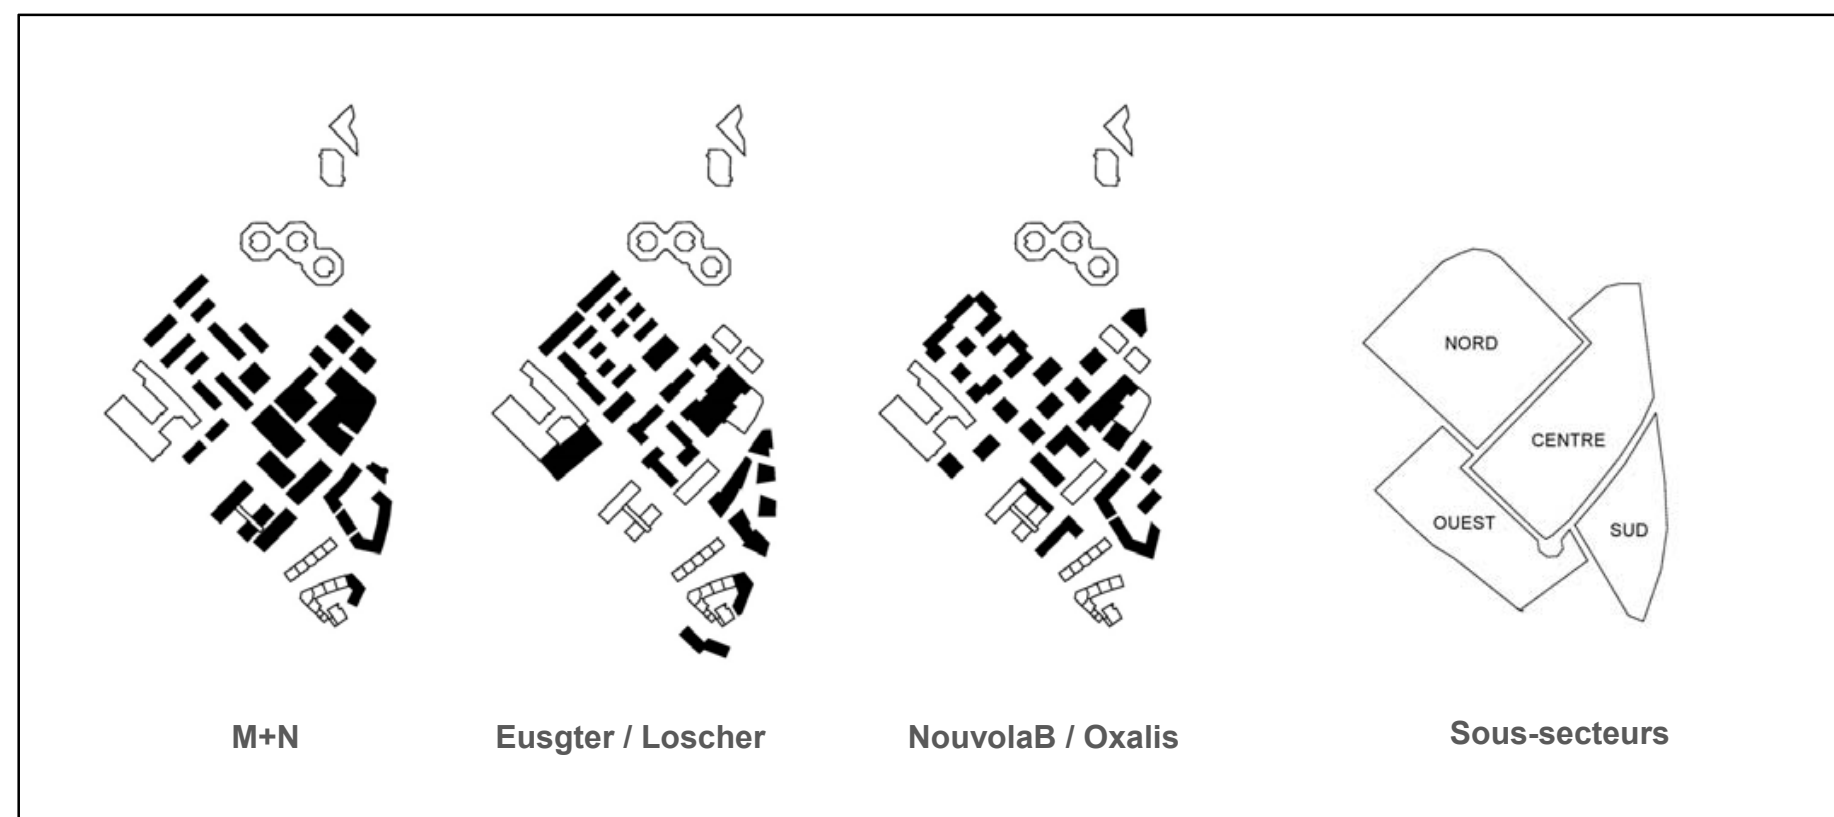 NORD
CENTRE
OUEST
SUD
M+N
Eusgter / Loscher
NouvolaB / Oxalis
Sous-secteurs